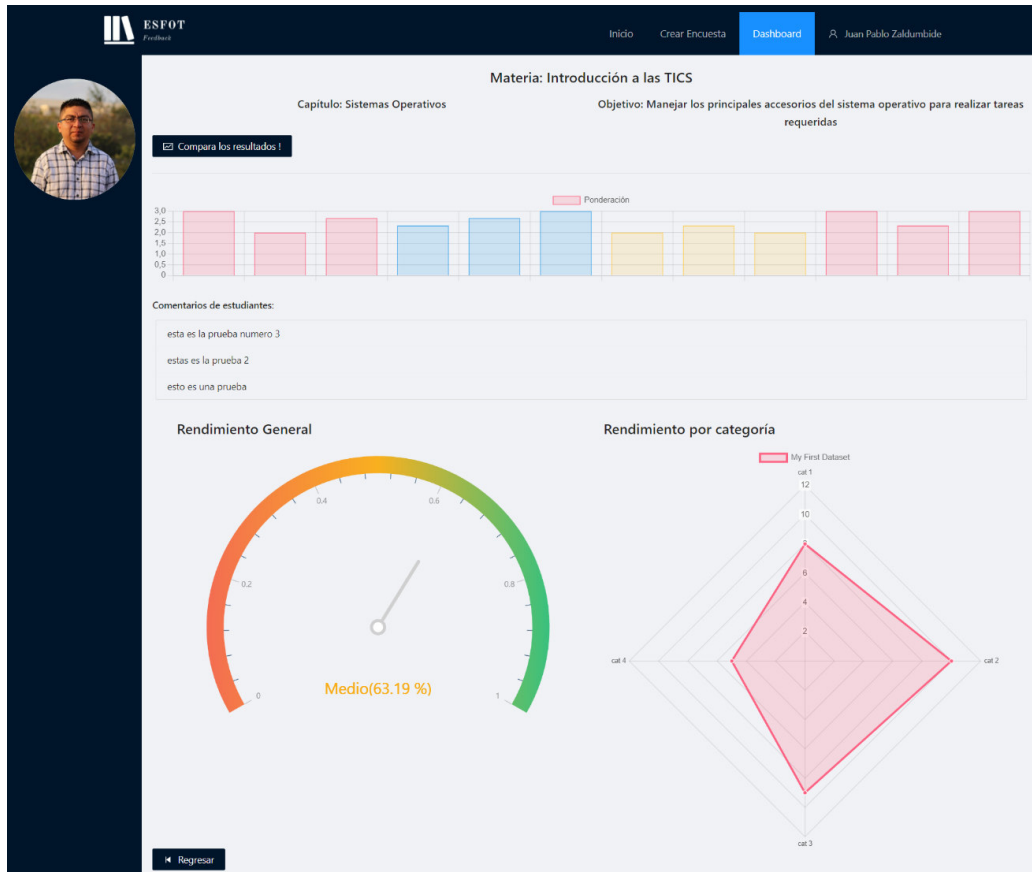 ESFOT
Feedback
Inicio
Crear Encuesta
Dashboard
Juan Pablo Zaldumbide
Materia: Introducción a las TICS
Capítulo: Sistemas Operativos
Objetivo: Manejar los principales accesorios del sistema operativo para realizar tareas
requeridas
Compara los resultados !
Ponderación
3,0
2,5
2,0
1,5
1,0
0,5
0
Comentarios de estudiantes:
esta es la prueba numero 3
estas es la prueba 2
esto es una prueba
Rendimiento General
0.4
0.6
0.2
0.8
0
1
Medio(63.19 %)
Rendimiento por categoría
My First Dataset
cat 1
12
10
8
6
4
2
cat 4
cat 2
cat 3
Regresar